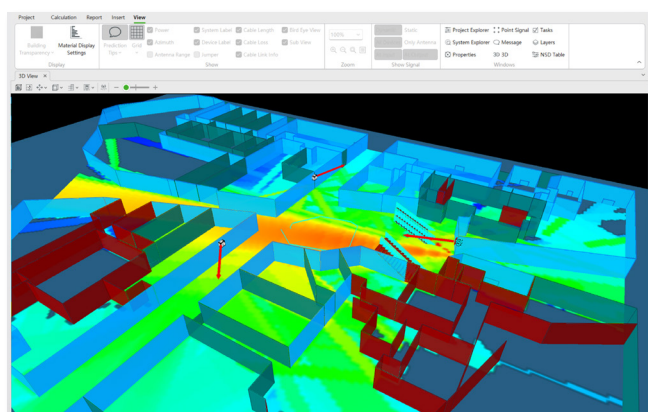 Project Calculation Report Insert View
Building Transparency Material Display Settings Prediction Tips Grid
Power System Label Cable Length Bird Eye View
Azimuth Device Label Cable Loss Sub View
Antenna Range Jumper Cable Link Info
100%
Static
Only Antenna
Project Explorer Point Signal Tasks
System Explorer Message Layers
Properties 3D 3D NSD Table
Display Show Zoom Show Signal Windows
3D View